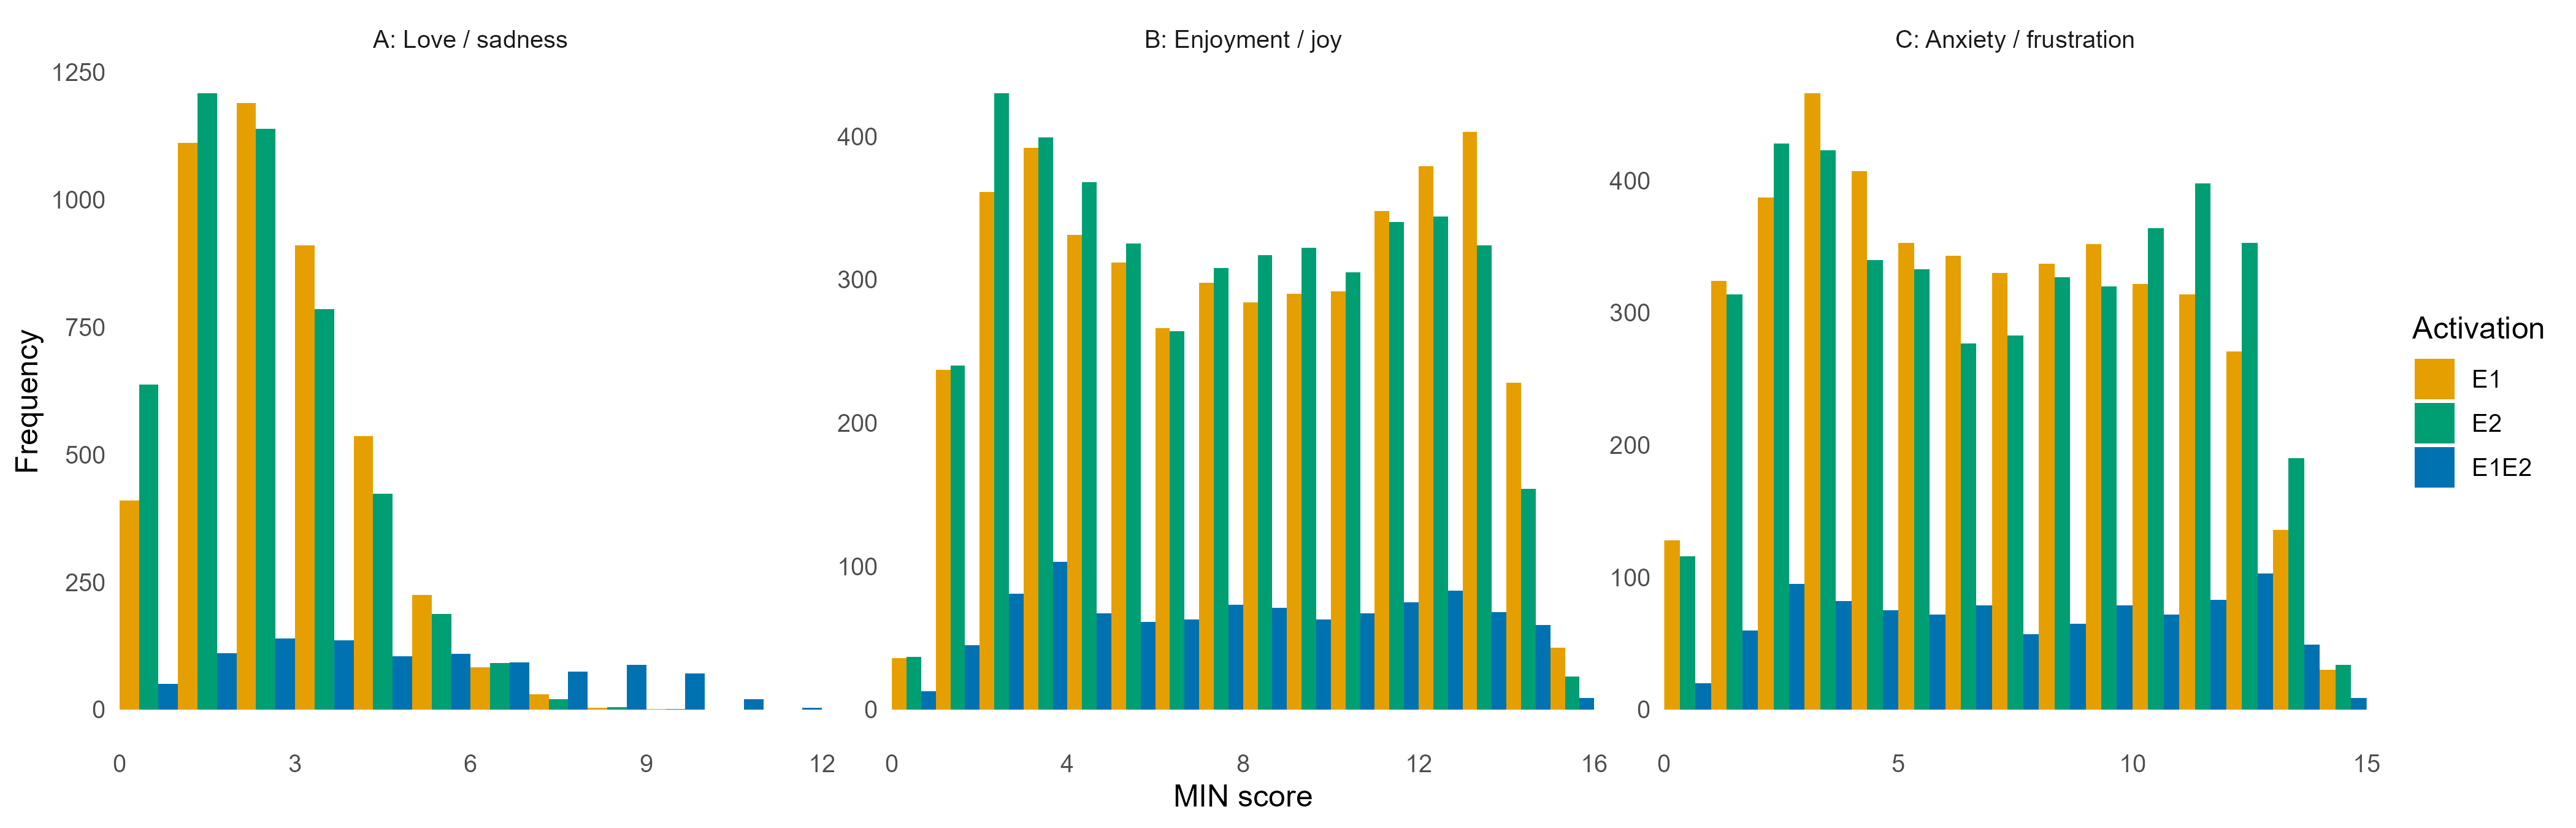 A: Love / sadness
B: Enjoyment / joy
C: Anxiety / frustration
Frequency
1250
1000
750
500
250
0
0 3 6 9 12
400
300
200
100
0
0 4 8 12 16
400
300
200
100
0
0 5 10 15
MIN score
Activation
E1
E2
E1E2